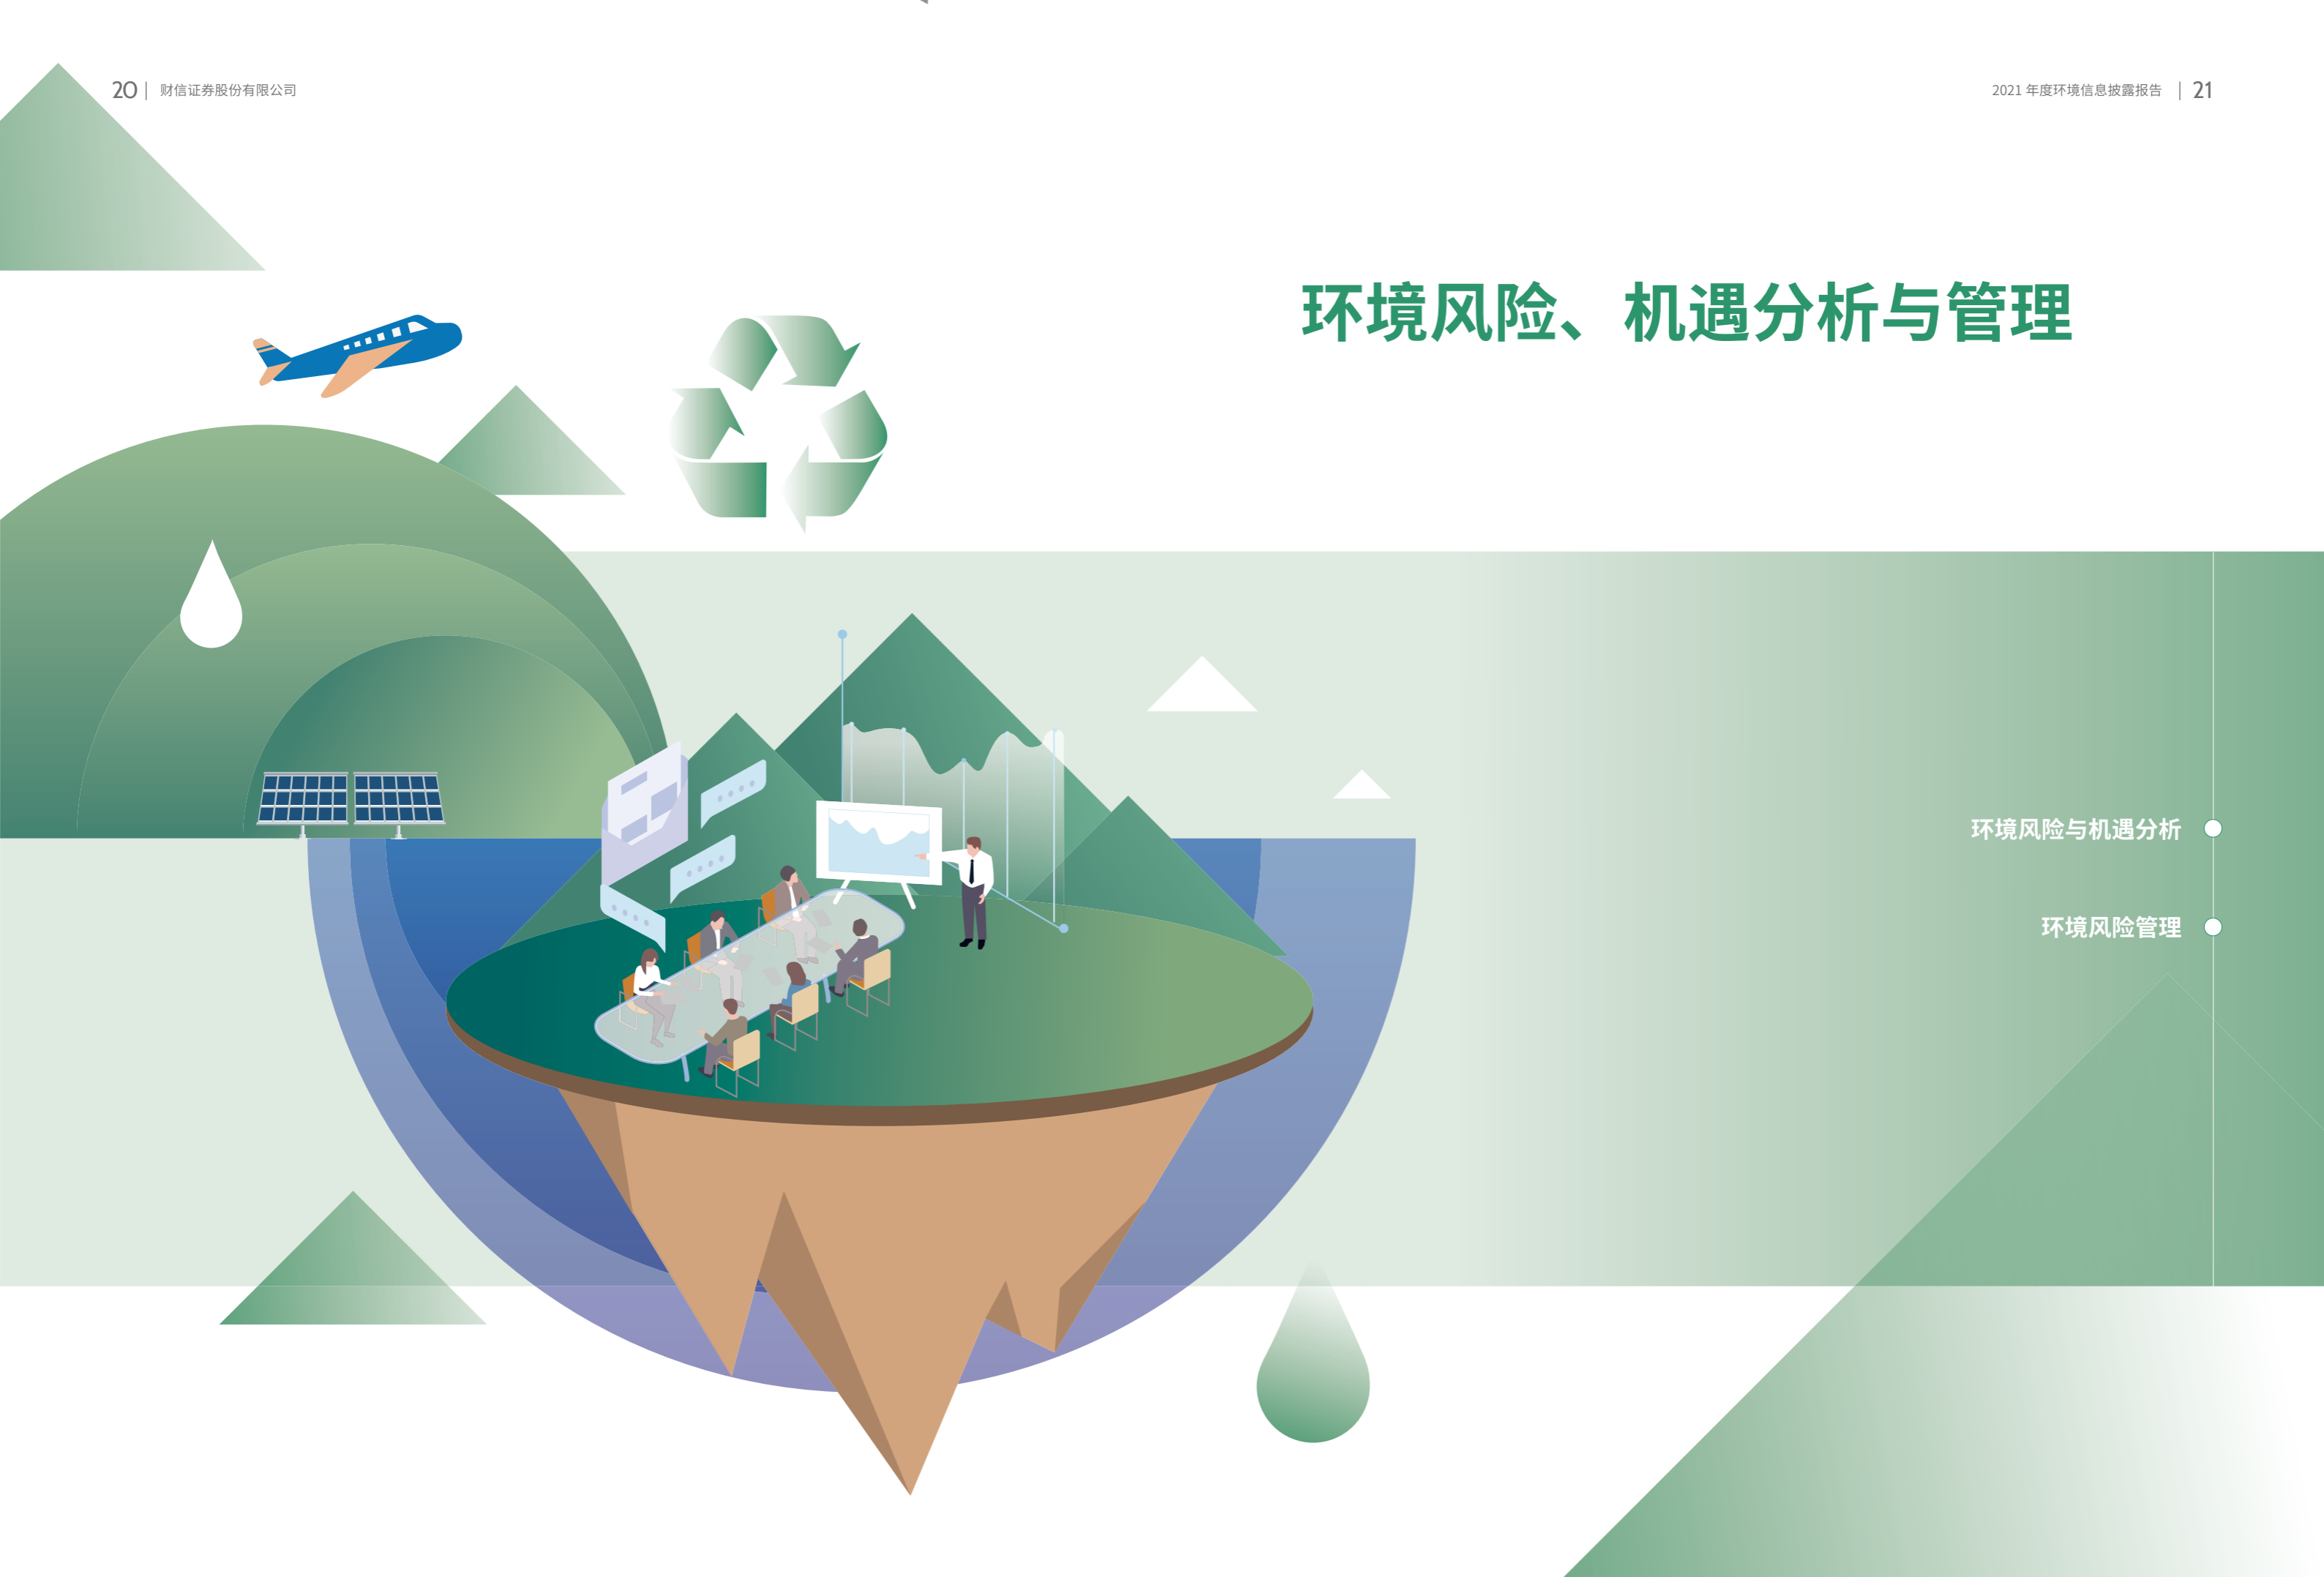 20 | 财信证券股份有限公司
2021 年度环境信息披露报告 | 21
环境风险、机遇分析与管理
环境风险与机遇分析
环境风险管理